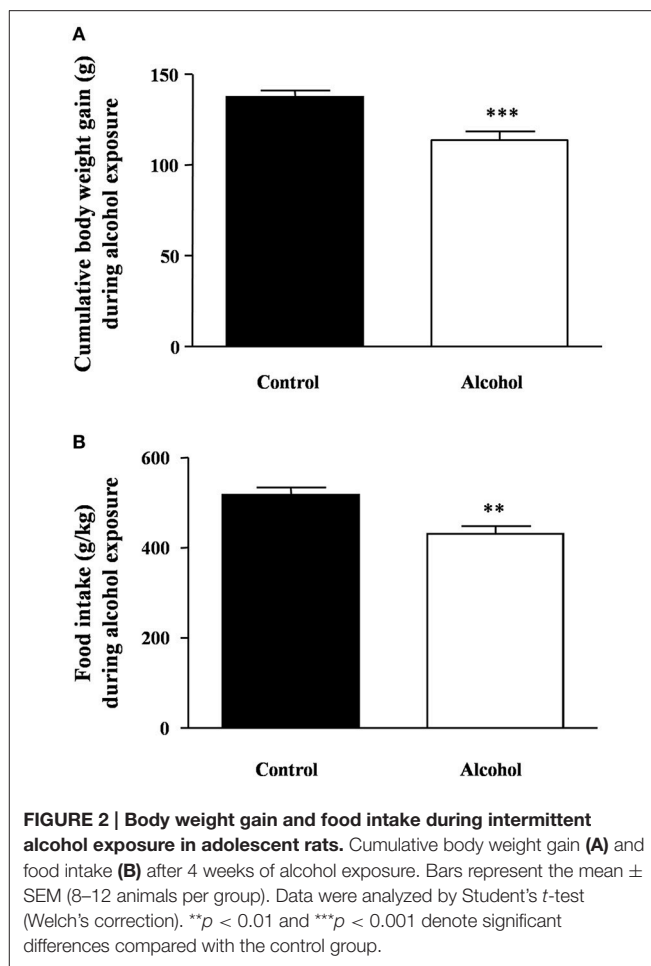 A
Cumulative body weight gain (g)
during alcohol exposure
150
100
50
0
***
Control
Alcohol
B
Food intake (g/kg)
during alcohol exposure
600
400
200
0
**
Control
Alcohol
FIGURE 2 | Body weight gain and food intake during intermittent
alcohol exposure in adolescent rats. Cumulative body weight gain (A) and
food intake (B) after 4 weeks of alcohol exposure. Bars represent the mean ±
SEM (8–12 animals per group). Data were analyzed by Student's t-test
(Welch's correction). **p < 0.01 and ***p < 0.001 denote significant
differences compared with the control group.